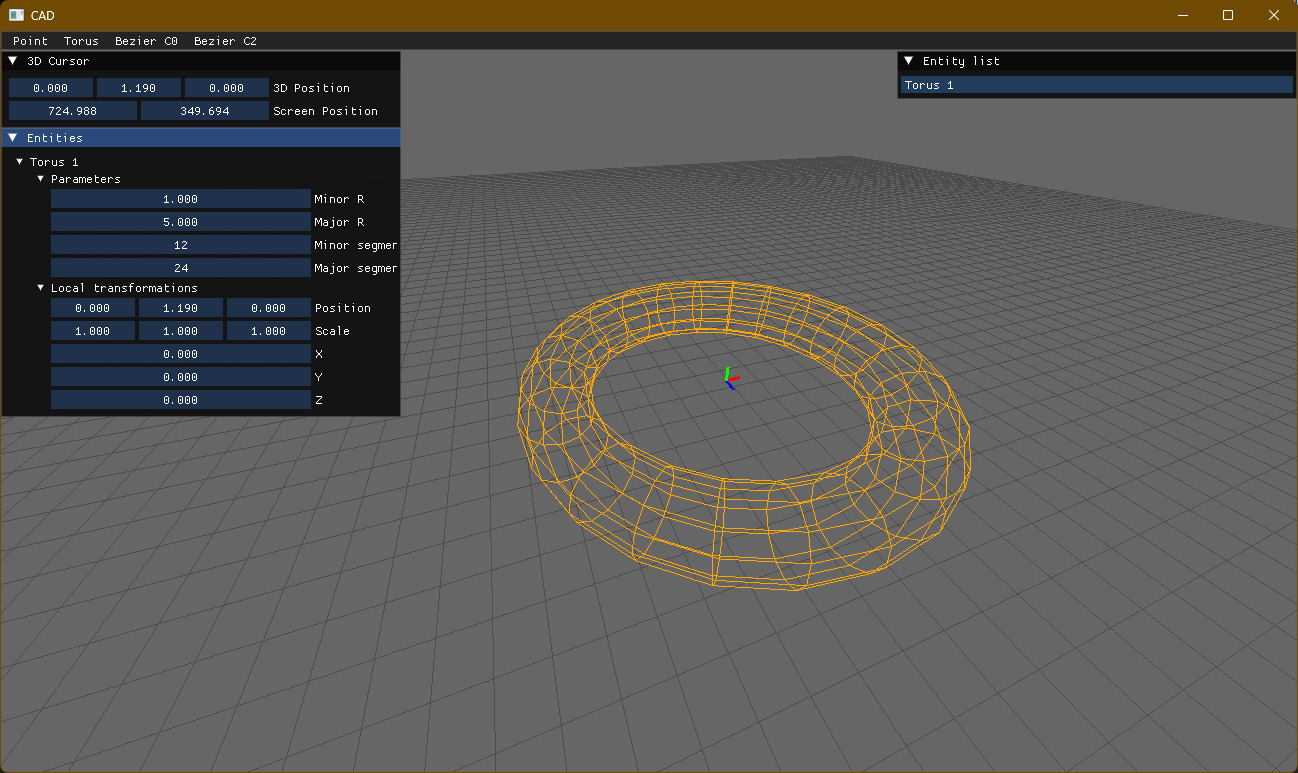 CAD
Point Torus Bezier C0 Bezier C2
3D Cursor
0.000 1.190 0.000 3D Position
724.988 349.694 Screen Position
Entities
Torus 1
Parameters
1.000 Minor R
5.000 Major R
12 Minor segmer
24 Major segmer
Local transformations
0.000 1.190 0.000 Position
1.000 1.000 1.000 Scale
0.000 X
0.000 Y
0.000 Z
Entity list
Torus 1